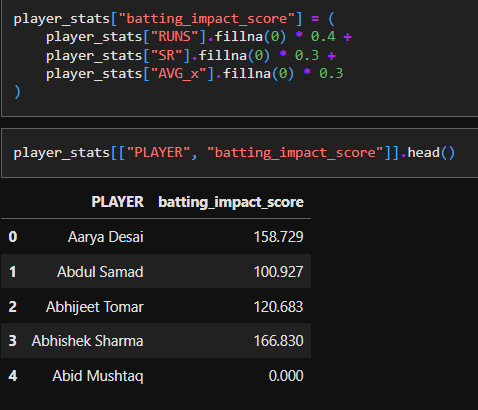 player_stats["batting_impact_score"] = (
    player_stats["RUNS"].fillna(0) * 0.4 +
    player_stats["SR"].fillna(0) * 0.3 +
    player_stats["AVG_x"].fillna(0) * 0.3
)
player_stats[["PLAYER", "batting_impact_score"]].head()
PLAYER batting_impact_score
0 Aarya Desai 158.729
1 Abdul Samad 100.927
2 Abhijeet Tomar 120.683
3 Abhishek Sharma 166.830
4 Abid Mushtaq 0.000